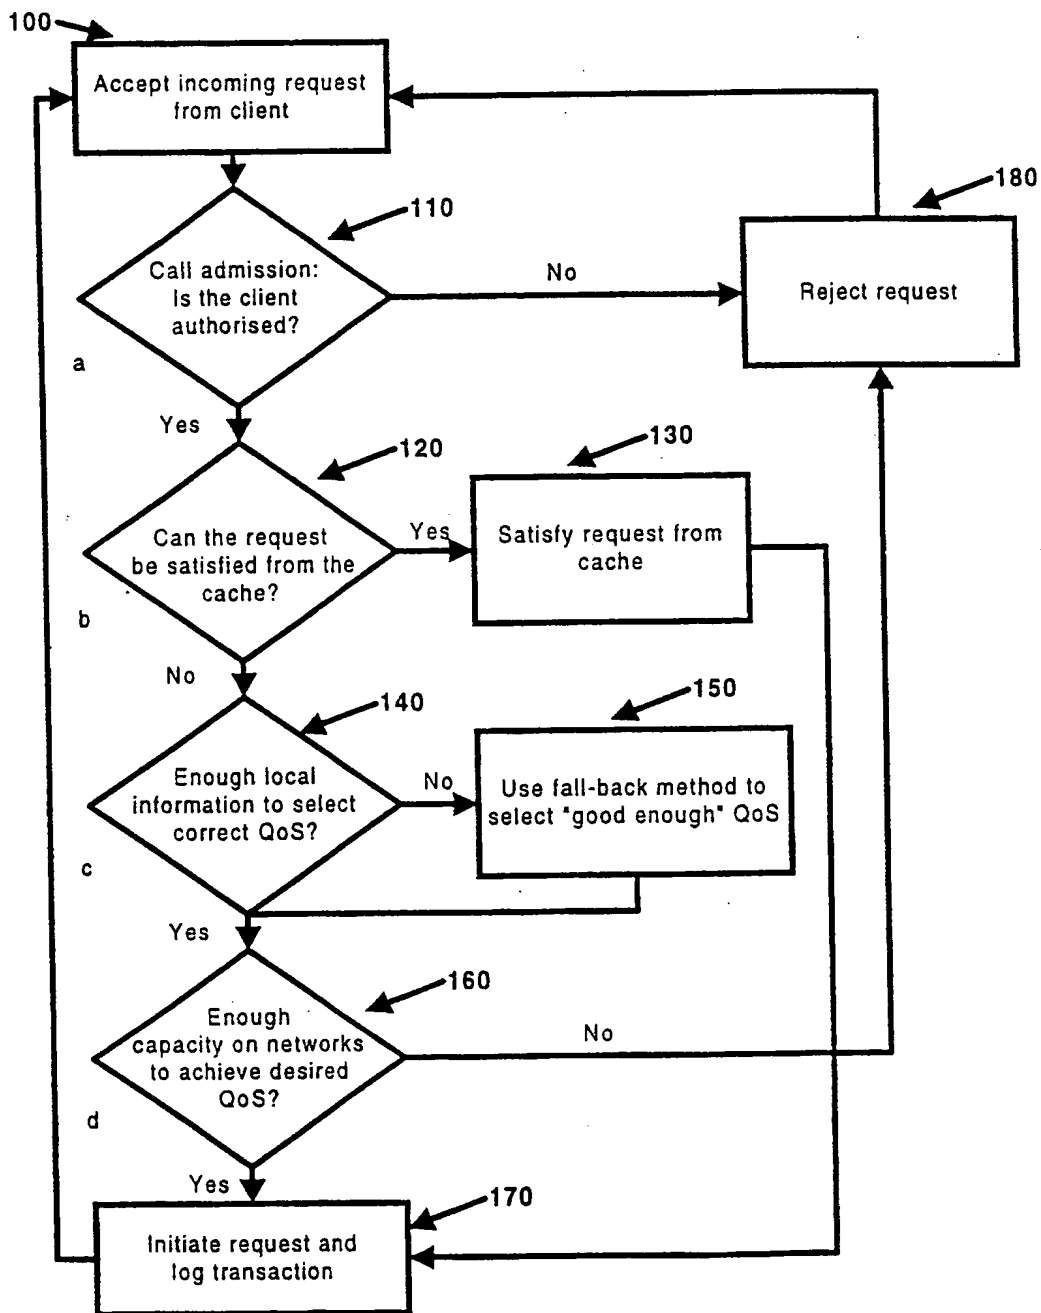 100
Accept incoming request
from client
110
Call admission:
Is the client
authorised?
No
180
Reject request
a
Yes
120
Can the request
be satisfied from the
cache?
Yes
130
Satisfy request from
cache
b
No
140
Enough local
information to select
correct QoS?
No
150
Use fall-back method to
select "good enough" QoS
c
Yes
160
Enough
capacity on networks
to achieve desired
QoS?
No
d
Yes
170
Initiate request and
log transaction